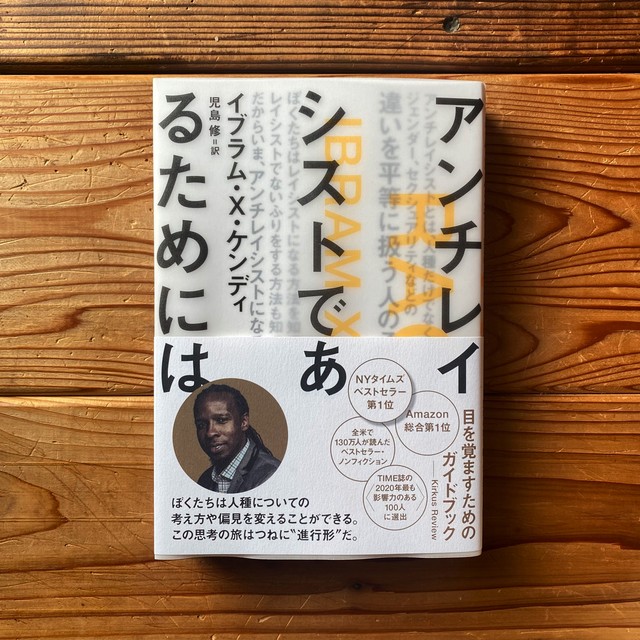 アンチレイ
シストであ
るためには
イブラム・X・ケンディ
児島 修=訳
IBRAM X
アンチレイシストとは、人種だけでなく
ジェンダー、セクシュアリティなどの
違いを平等に扱う人の
ぼくたちはレイシストになる方法を知
レイシストでないふりをする方法も知
だからいま、アンチレイシストになる
NYタイムズ
ベストセラー
第1位
Amazon
総合第1位
全米で
130万人が読んだ
ベストセラー・
ノンフィクション
TIME誌の
2020年最も
影響力のある
100人
に選出
目を覚ますための
ガイドブック
—Kirkus Review
ぼくたちは人種についての
考え方や偏見を変えることができる。
この思考の旅はつねに“進行形”だ。